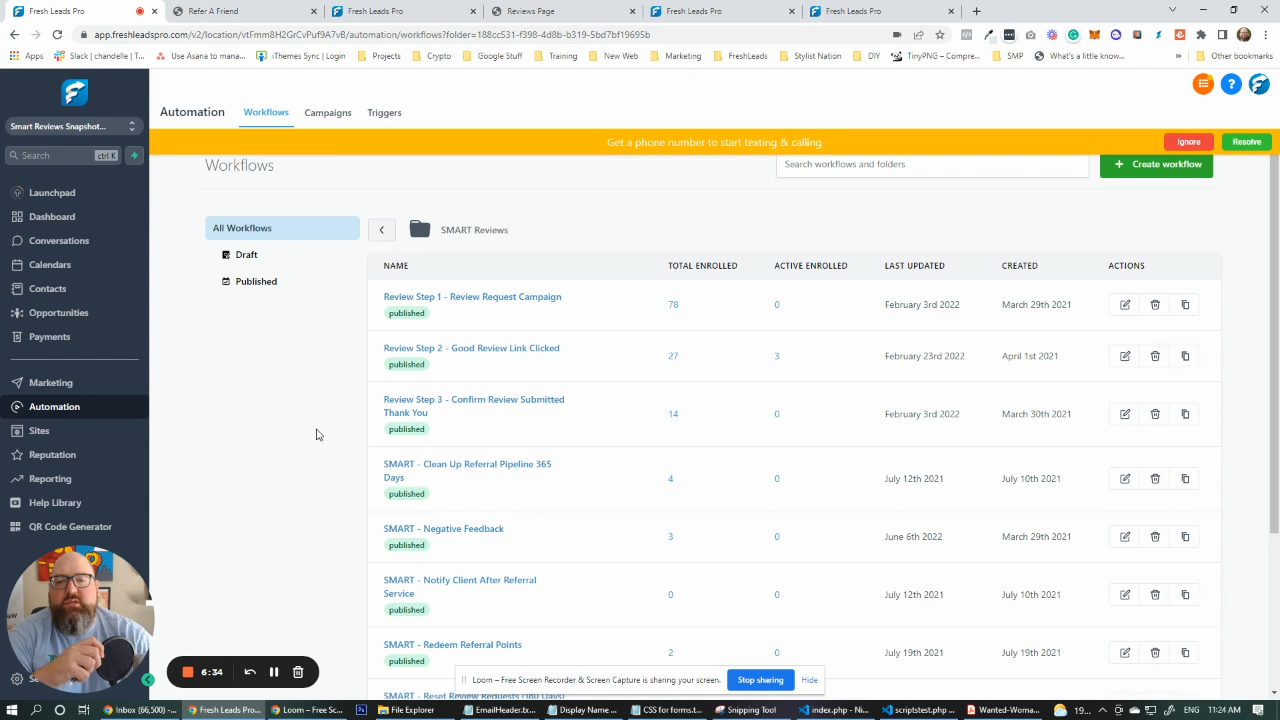 Fresh Leads Pro
Refer A Friend
Fresh Leads Pro
Refer A Page
Fresh Leads Pro
Fresh Leads Pro
app.freshleadspro.com/v2/location/vtFmm8H2GrCvPuf9A7vB/automation/workflows?folder=188cc531-f398-4d8b-b319-5bd7bf19695b
Apps
Slack | chandelle | T...
Use Asana to mana...
iThemes Sync | Login
Projects
Crypto
Google Stuff
Training
New Web
Marketing
FreshLeads
Stylist Nation
DIY
TinyPNG – Compre...
SMP
What's a little know...
Other bookmarks
Automation
Workflows
Campaigns
Triggers
Smart Reviews Snapshot...
Get a phone number to start texting & calling
Ignore
Resolve
Search
ctrl K
Workflows
Search workflows and folders
Create workflow
Launchpad
Dashboard
Conversations
Calendars
Contacts
Opportunities
Payments
Marketing
Automation
Sites
Reputation
Reporting
Help Library
QR Code Generator
All Workflows
Draft
Published
SMART Reviews
NAME
TOTAL ENROLLED
ACTIVE ENROLLED
LAST UPDATED
CREATED
ACTIONS
Review Step 1 - Review Request Campaign
published
78
0
February 3rd 2022
March 29th 2021
Review Step 2 - Good Review Link Clicked
published
27
3
February 23rd 2022
April 1st 2021
Review Step 3 - Confirm Review Submitted
Thank You
published
14
0
February 3rd 2022
March 30th 2021
SMART - Clean Up Referral Pipeline 365
Days
published
4
0
July 12th 2021
July 10th 2021
SMART - Negative Feedback
published
3
0
June 6th 2022
March 29th 2021
SMART - Notify Client After Referral
Service
published
0
0
July 12th 2021
July 10th 2021
SMART - Redeem Referral Points
published
2
0
July 19th 2021
July 19th 2021
SMART - Reset Review Requests (180 Days)
6:34
Loom – Free Screen Recorder & Screen Capture is sharing your screen.
Stop sharing
Hide
Inbox (66,500) - ...
Fresh Leads Pro ...
Loom – Free Scre...
File Explorer
EmailHeader.tx...
Display Name ...
CSS for forms.t...
Snipping Tool
index.php - Ni...
scriptstest.php...
Wanted-Woma...
19°C
11:24 AM